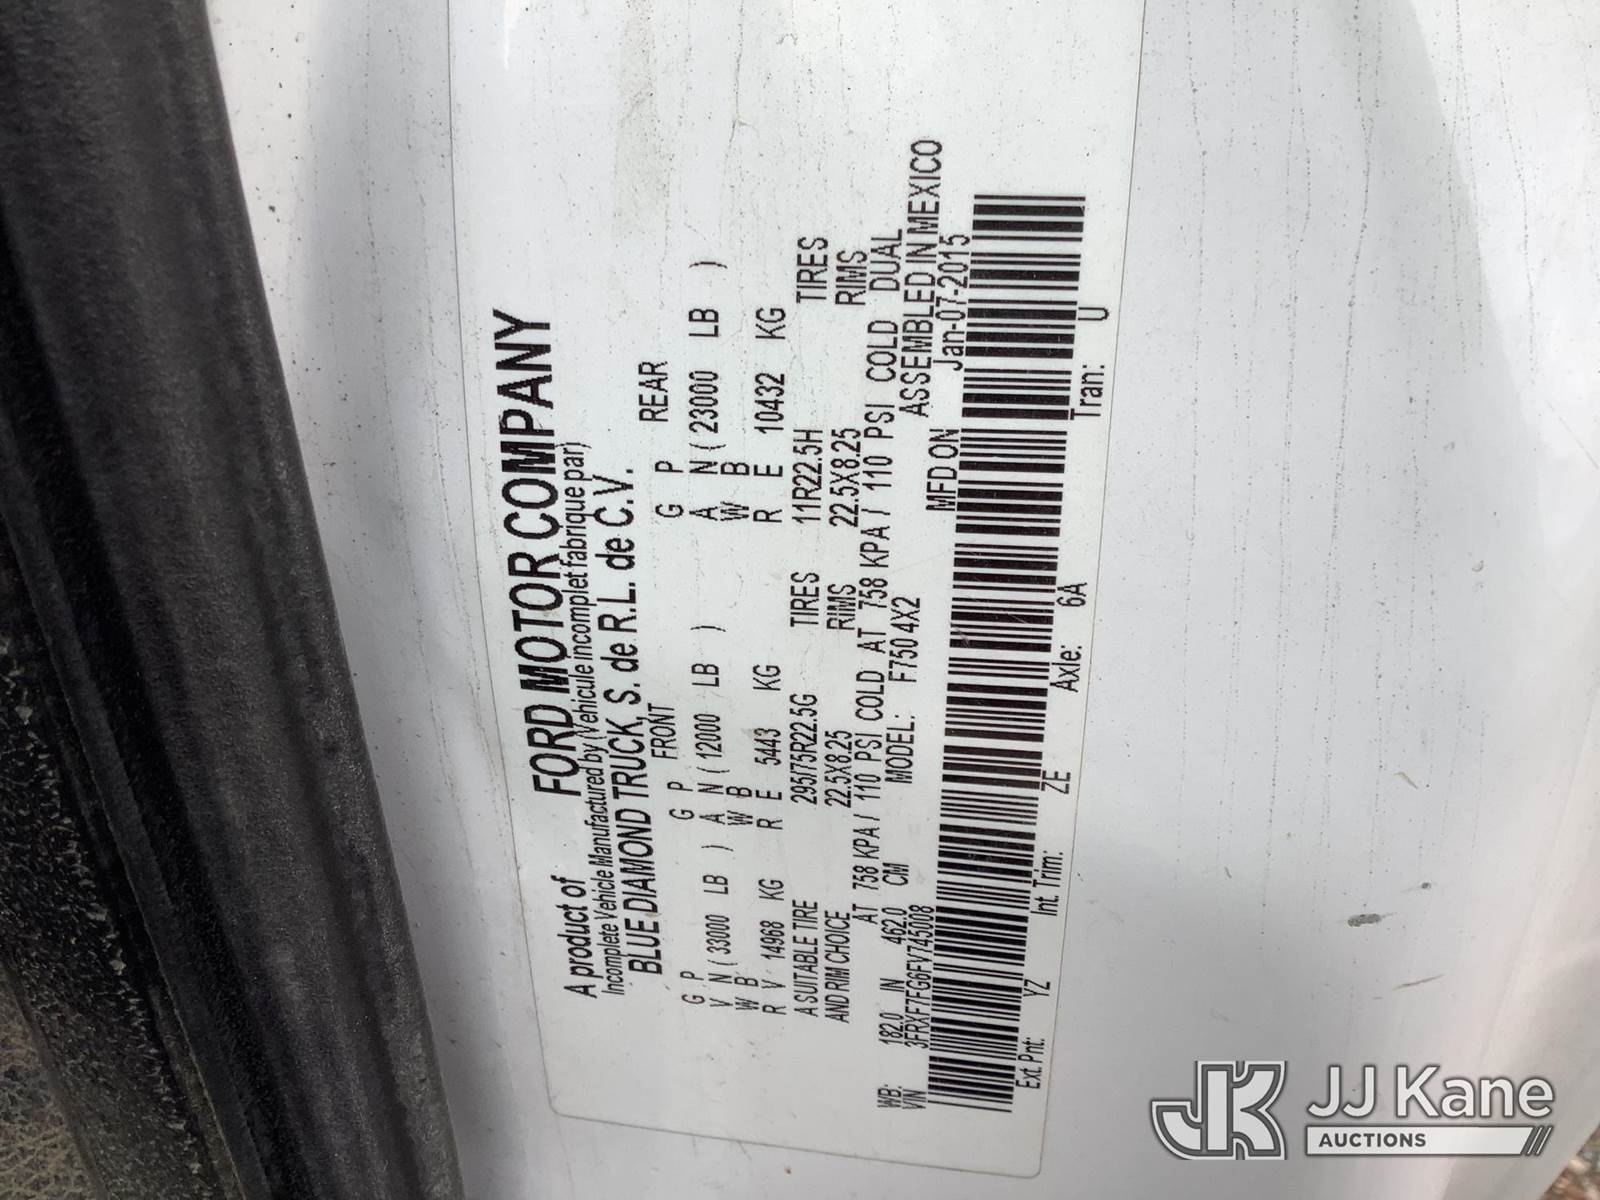 A product of FORD MOTOR COMPANY
Incomplete Vehicle Manufactured by (Véhicule incomplet fabrique par)
BLUE DIAMOND TRUCK, S. de R.L. de C.V.
FRONT REAR
G P G P G P
V N ( 33000 LB ) A N ( 12000 LB ) A N ( 23000 LB )
W B W B W B
R V 14968 KG R E 5443 KG R E 10432 KG
A SUITABLE TIRE 295/75R22.5G TIRES 11R22.5H TIRES
AND RIM CHOICE 22.5X8.25 RIMS 22.5X8.25 RIMS
AT 758 KPA / 110 PSI COLD AT 758 KPA / 110 PSI COLD DUAL
WB: 182.0 IN 462.0 CM MODEL: F750 4X2 ASSEMBLED IN MEXICO
VIN 3FRXF7FG6FV745008 MFD ON Jan-07-2015
Ext. Pnt: YZ Int. Trim: ZE Axle: 6A Tran: U
JK JJ Kane
AUCTIONS